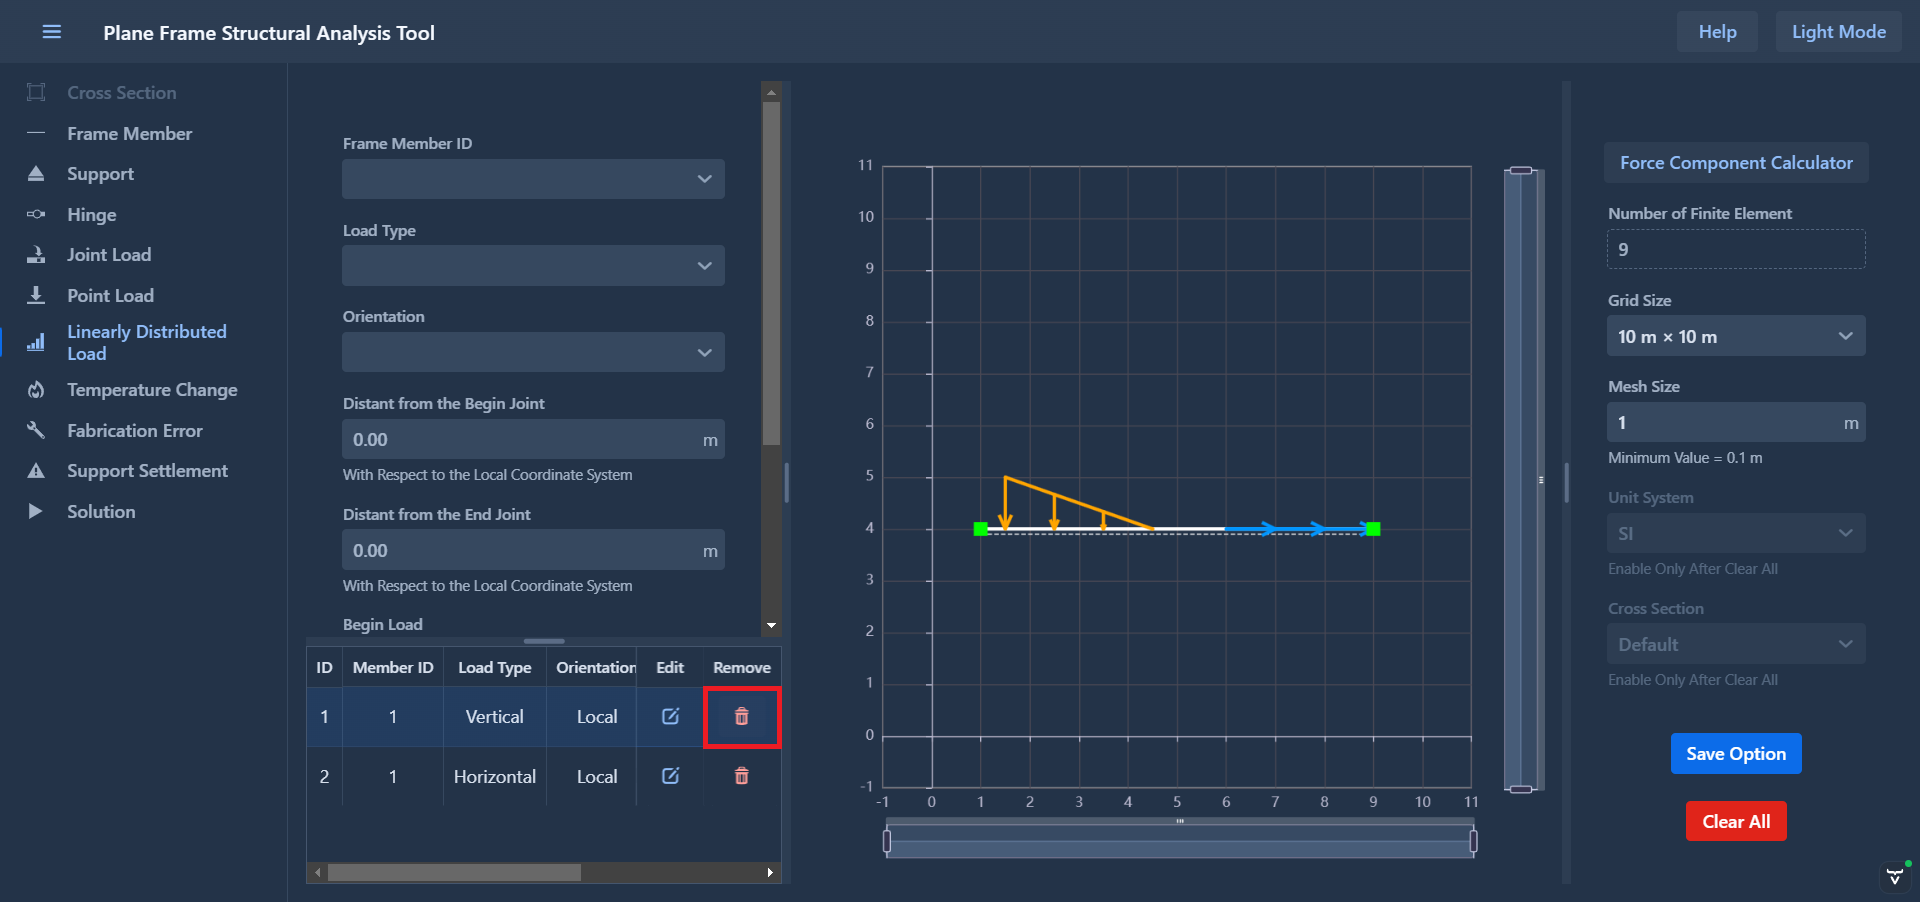 Plane Frame Structural Analysis Tool
Help
Light Mode
Cross Section
Frame Member
Support
Hinge
Joint Load
Point Load
Linearly Distributed
Load
Temperature Change
Fabrication Error
Support Settlement
Solution
Frame Member ID
Load Type
Orientation
Distant from the Begin Joint
0.00 m
With Respect to the Local Coordinate System
Distant from the End Joint
0.00 m
With Respect to the Local Coordinate System
Begin Load
ID Member ID Load Type Orientation Edit Remove
1 1 Vertical Local
2 1 Horizontal Local
11
10
9
8
7
6
5
4
3
2
1
0
-1
-1 0 1 2 3 4 5 6 7 8 9 10 11
Force Component Calculator
Number of Finite Element
9
Grid Size
10 m × 10 m
Mesh Size
1 m
Minimum Value = 0.1 m
Unit System
SI
Enable Only After Clear All
Cross Section
Default
Enable Only After Clear All
Save Option
Clear All